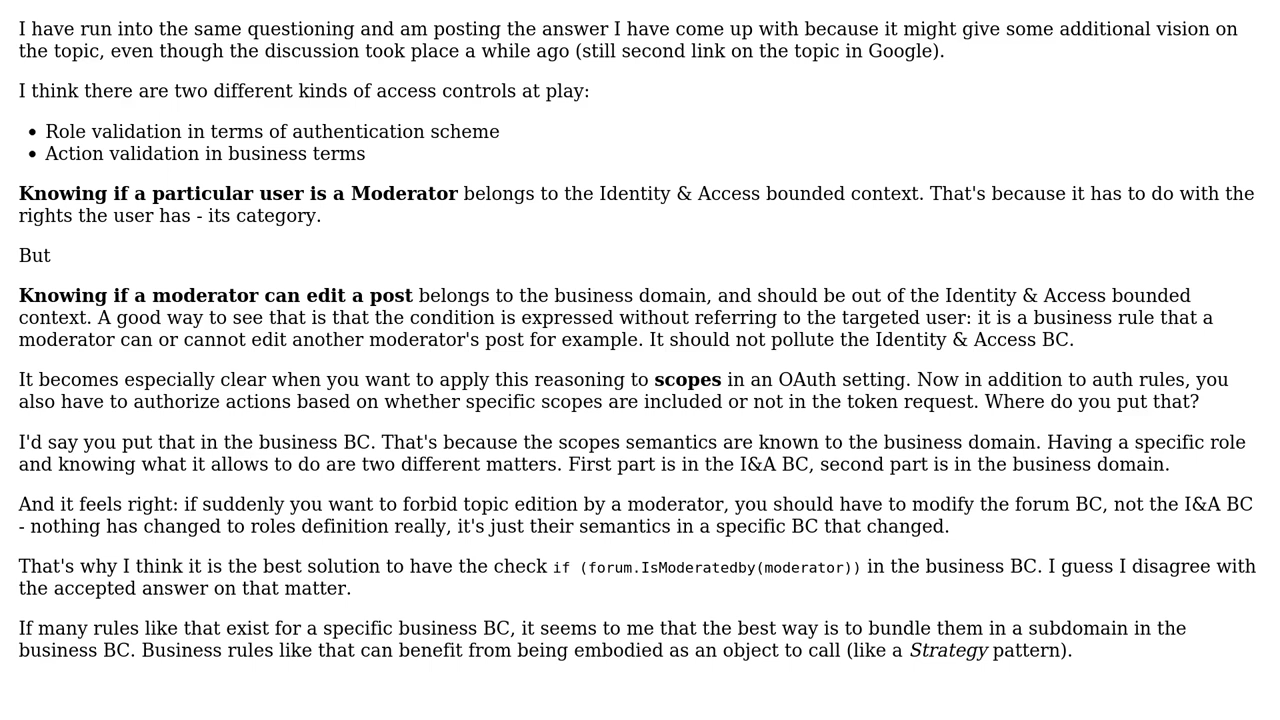 I have run into the same questioning and am posting the answer I have come up with because it might give some additional vision on
the topic, even though the discussion took place a while ago (still second link on the topic in Google).
I think there are two different kinds of access controls at play:
• Role validation in terms of authentication scheme
• Action validation in business terms
Knowing if a particular user is a Moderator belongs to the Identity & Access bounded context. That's because it has to do with the
rights the user has - its category.
But
Knowing if a moderator can edit a post belongs to the business domain, and should be out of the Identity & Access bounded
context. A good way to see that is that the condition is expressed without referring to the targeted user: it is a business rule that a
moderator can or cannot edit another moderator's post for example. It should not pollute the Identity & Access BC.
It becomes especially clear when you want to apply this reasoning to scopes in an OAuth setting. Now in addition to auth rules, you
also have to authorize actions based on whether specific scopes are included or not in the token request. Where do you put that?
I'd say you put that in the business BC. That's because the scopes semantics are known to the business domain. Having a specific role
and knowing what it allows to do are two different matters. First part is in the I&A BC, second part is in the business domain.
And it feels right: if suddenly you want to forbid topic edition by a moderator, you should have to modify the forum BC, not the I&A BC
- nothing has changed to roles definition really, it's just their semantics in a specific BC that changed.
That's why I think it is the best solution to have the check if (forum.IsModeratedby(moderator)) in the business BC. I guess I disagree with
the accepted answer on that matter.
If many rules like that exist for a specific business BC, it seems to me that the best way is to bundle them in a subdomain in the
business BC. Business rules like that can benefit from being embodied as an object to call (like a Strategy pattern).